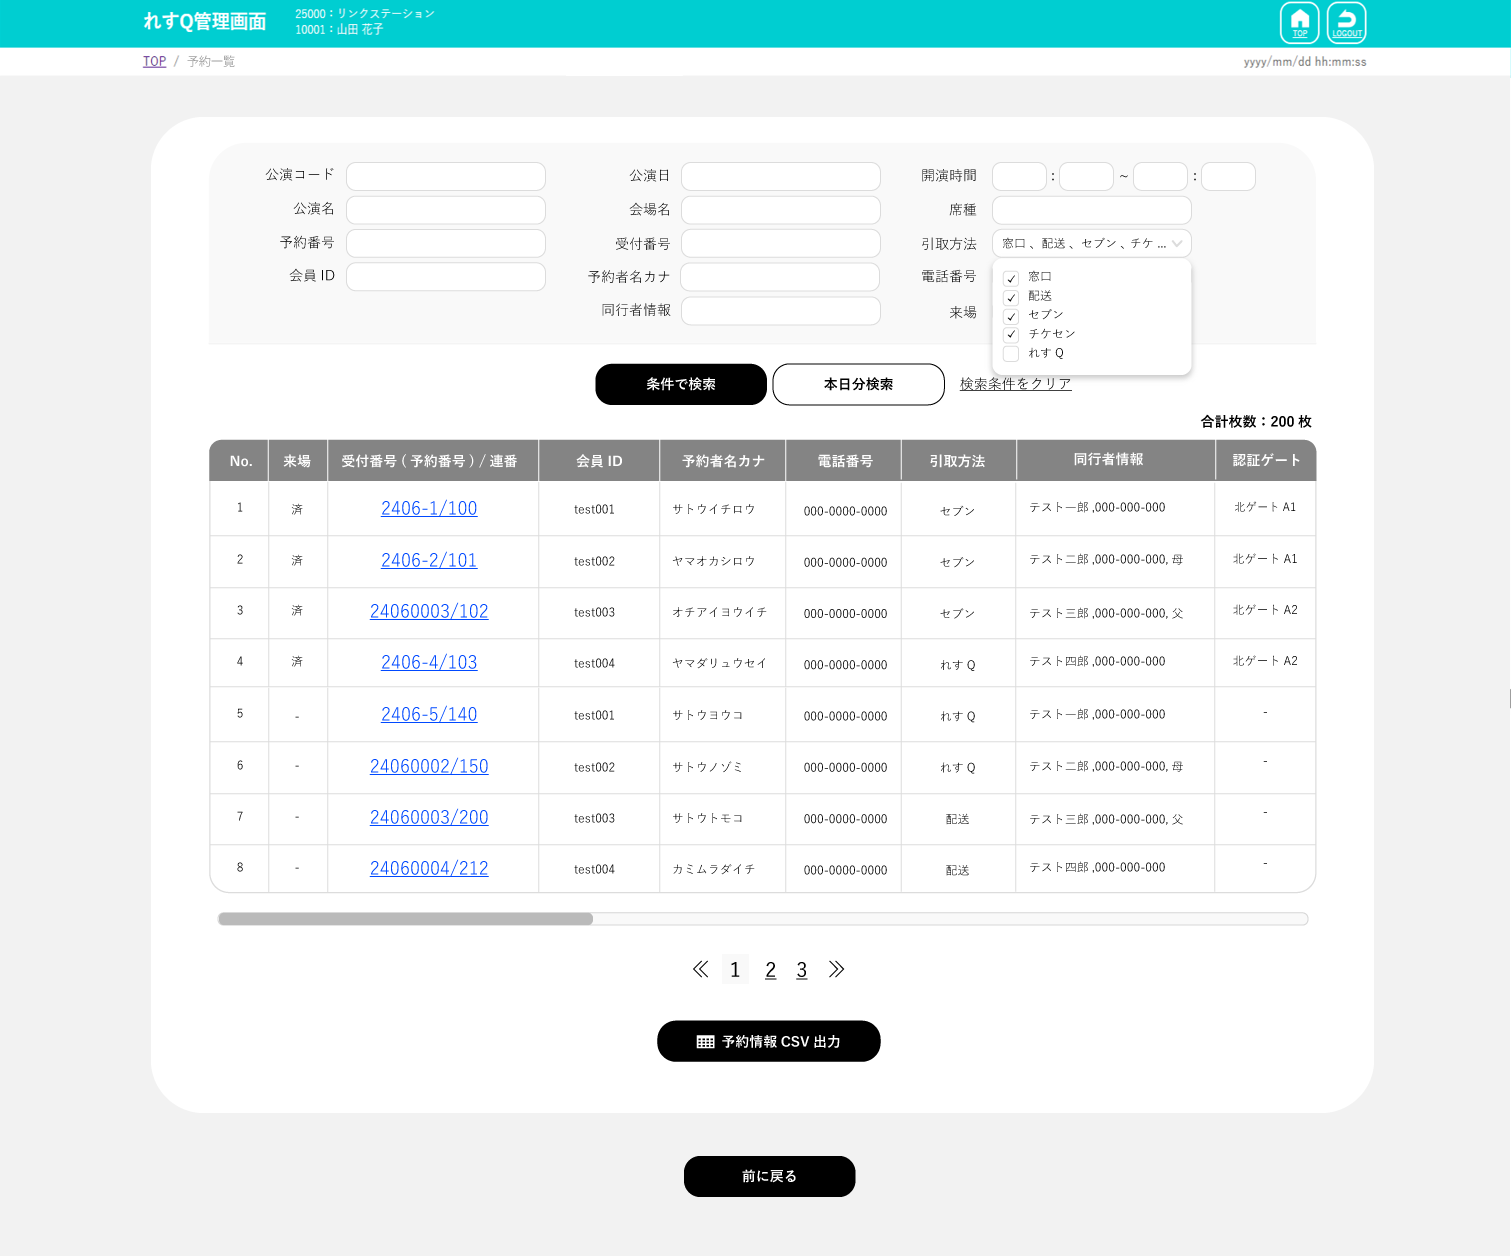 れすQ管理画面
25000：リンクステーション
10001：山田 花子
TOP
LOGOUT
TOP / 予約一覧
yyyy/mm/dd hh:mm:ss
公演コード
公演日
開演時間 : ~ :
公演名
会場名
席種
予約番号
受付番号
引取方法 窓口 、配送 、セブン 、チケ ...
会員 ID
予約者名カナ
電話番号
同行者情報
来場
窓口
配送
セブン
チケセン
れす Q
条件で検索
本日分検索
検索条件をクリア
合計枚数：200 枚
No. 来場 受付番号 ( 予約番号 ) / 連番 会員 ID 予約者名カナ 電話番号 引取方法 同行者情報 認証ゲート
1 済 2406-1/100 test001 サトウイチロウ 000-0000-0000 セブン テスト一郎 ,000-000-000 北ゲート A1
2 済 2406-2/101 test002 ヤマオカシロウ 000-0000-0000 セブン テスト二郎 ,000-000-000, 母 北ゲート A1
3 済 24060003/102 test003 オチアイヨウイチ 000-0000-0000 セブン テスト三郎 ,000-000-000, 父 北ゲート A2
4 済 2406-4/103 test004 ヤマダリュウセイ 000-0000-0000 れす Q テスト四郎 ,000-000-000 北ゲート A2
5 - 2406-5/140 test001 サトウヨウコ 000-0000-0000 れす Q テスト一郎 ,000-000-000 -
6 - 24060002/150 test002 サトウノゾミ 000-0000-0000 れす Q テスト二郎 ,000-000-000, 母 -
7 - 24060003/200 test003 サトウトモコ 000-0000-0000 配送 テスト三郎 ,000-000-000, 父 -
8 - 24060004/212 test004 カミムラダイチ 000-0000-0000 配送 テスト四郎 ,000-000-000 -
1 2 3
予約情報 CSV 出力
前に戻る